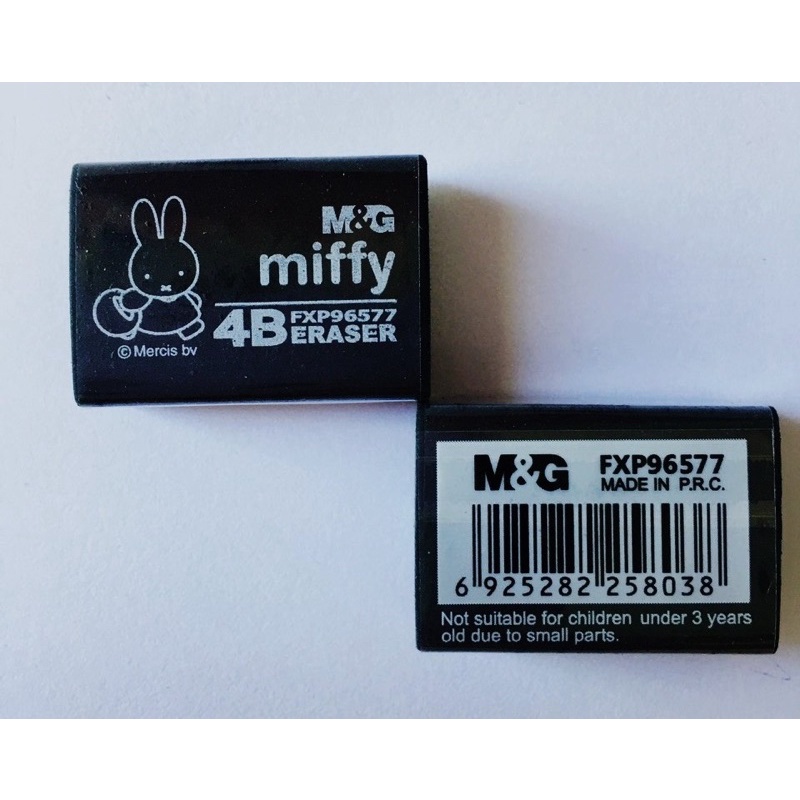 M&G
miffy
4B FXP96577
ERASER
© Mercis bv
M&G FXP96577
MADE IN P.R.C.
6 925282 258038
Not suitable for children under 3 years
old due to small parts.